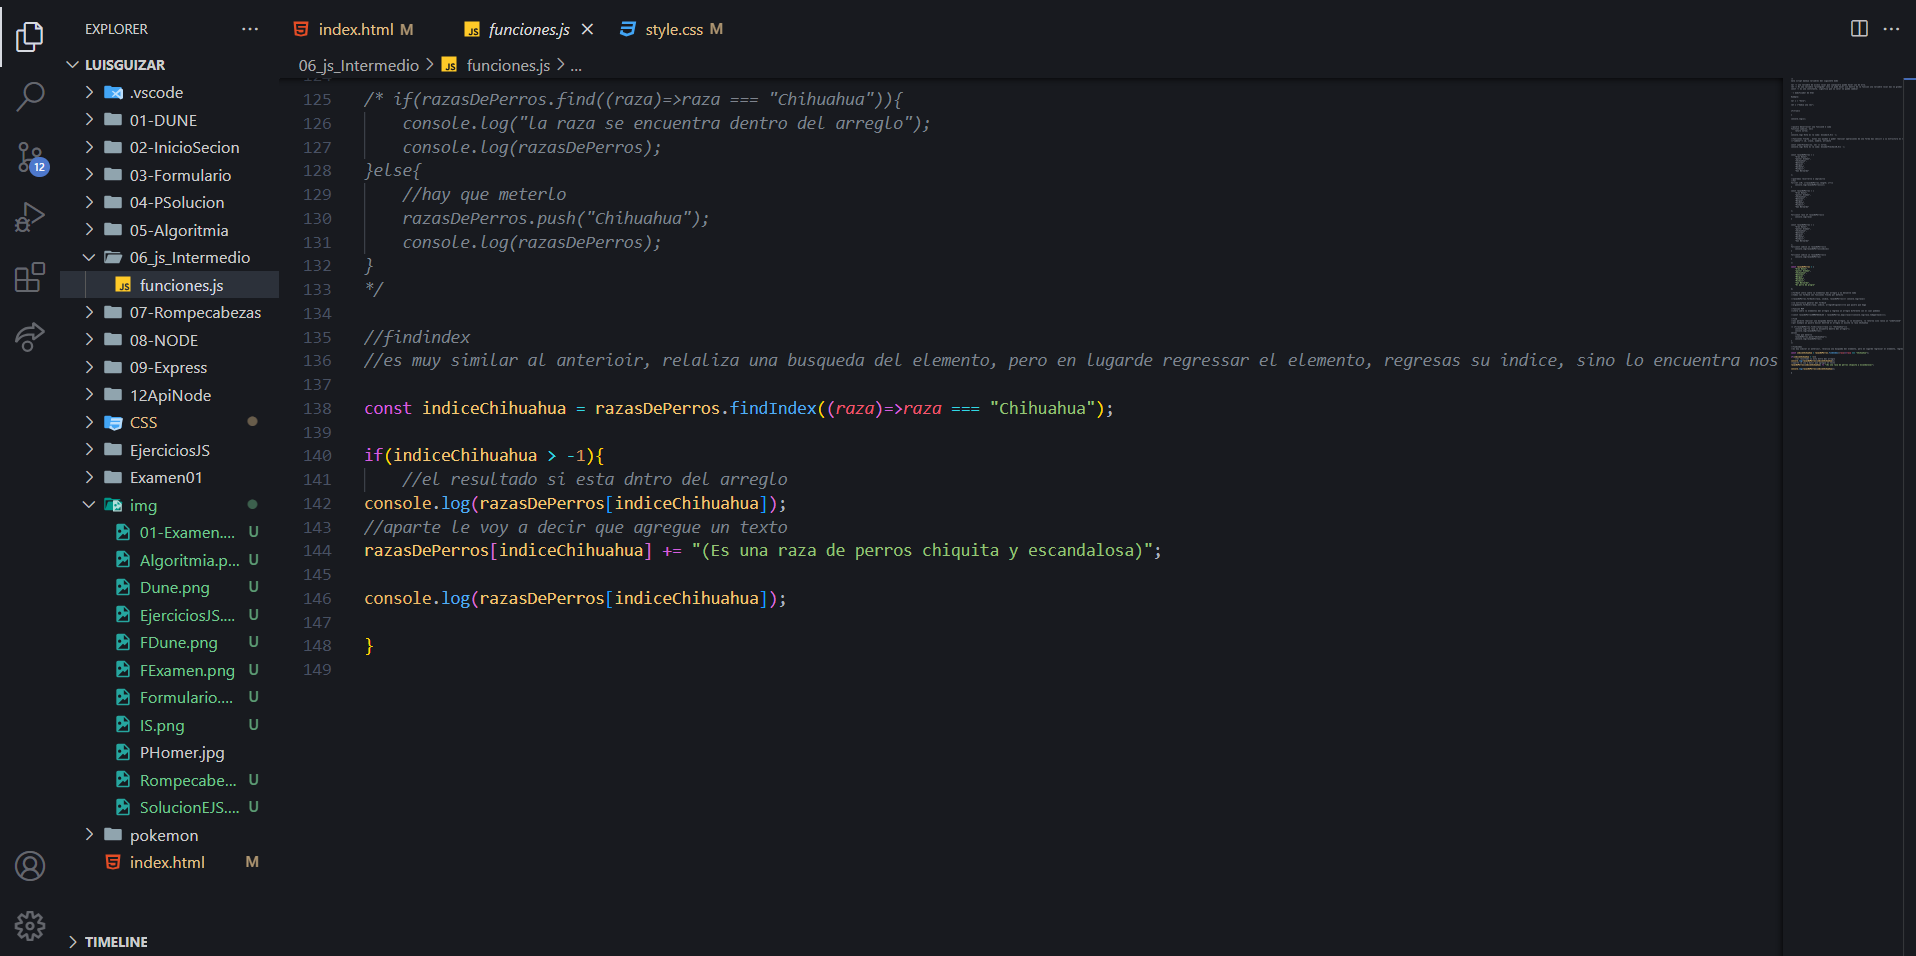 EXPLORER
LUISGUIZAR
.vscode
01-DUNE
02-InicioSecion
03-Formulario
04-PSolucion
05-Algoritmia
06_js_Intermedio
JS funciones.js
07-Rompecabezas
08-NODE
09-Express
12ApiNode
CSS
EjerciciosJS
Examen01
img
01-Examen.... U
Algoritmia.p... U
Dune.png U
EjerciciosJS.... U
FDune.png U
FExamen.png U
Formulario.... U
IS.png U
PHomer.jpg
Rompecabe... U
SolucionEJS.... U
pokemon
index.html M
TIMELINE
12
index.html M
JS funciones.js
style.css M
06_js_Intermedio > JS funciones.js > ...
125 /* if(razasDePerros.find((raza)=>raza === "Chihuahua")){
126 console.log("la raza se encuentra dentro del arreglo");
127 console.log(razasDePerros);
128 }else{
129 //hay que meterlo
130 razasDePerros.push("Chihuahua");
131 console.log(razasDePerros);
132 }
133 */
134
135 //findindex
136 //es muy similar al anterioir, relaliza una busqueda del elemento, pero en lugarde regressar el elemento, regresas su indice, sino lo encuentra nos
137
138 const indiceChihuahua = razasDePerros.findIndex((raza)=>raza === "Chihuahua");
139
140 if(indiceChihuahua > -1){
141 //el resultado si esta dntro del arreglo
142 console.log(razasDePerros[indiceChihuahua]);
143 //aparte le voy a decir que agregue un texto
144 razasDePerros[indiceChihuahua] += "(Es una raza de perros chiquita y escandalosa)";
145
146 console.log(razasDePerros[indiceChihuahua]);
147
148 }
149